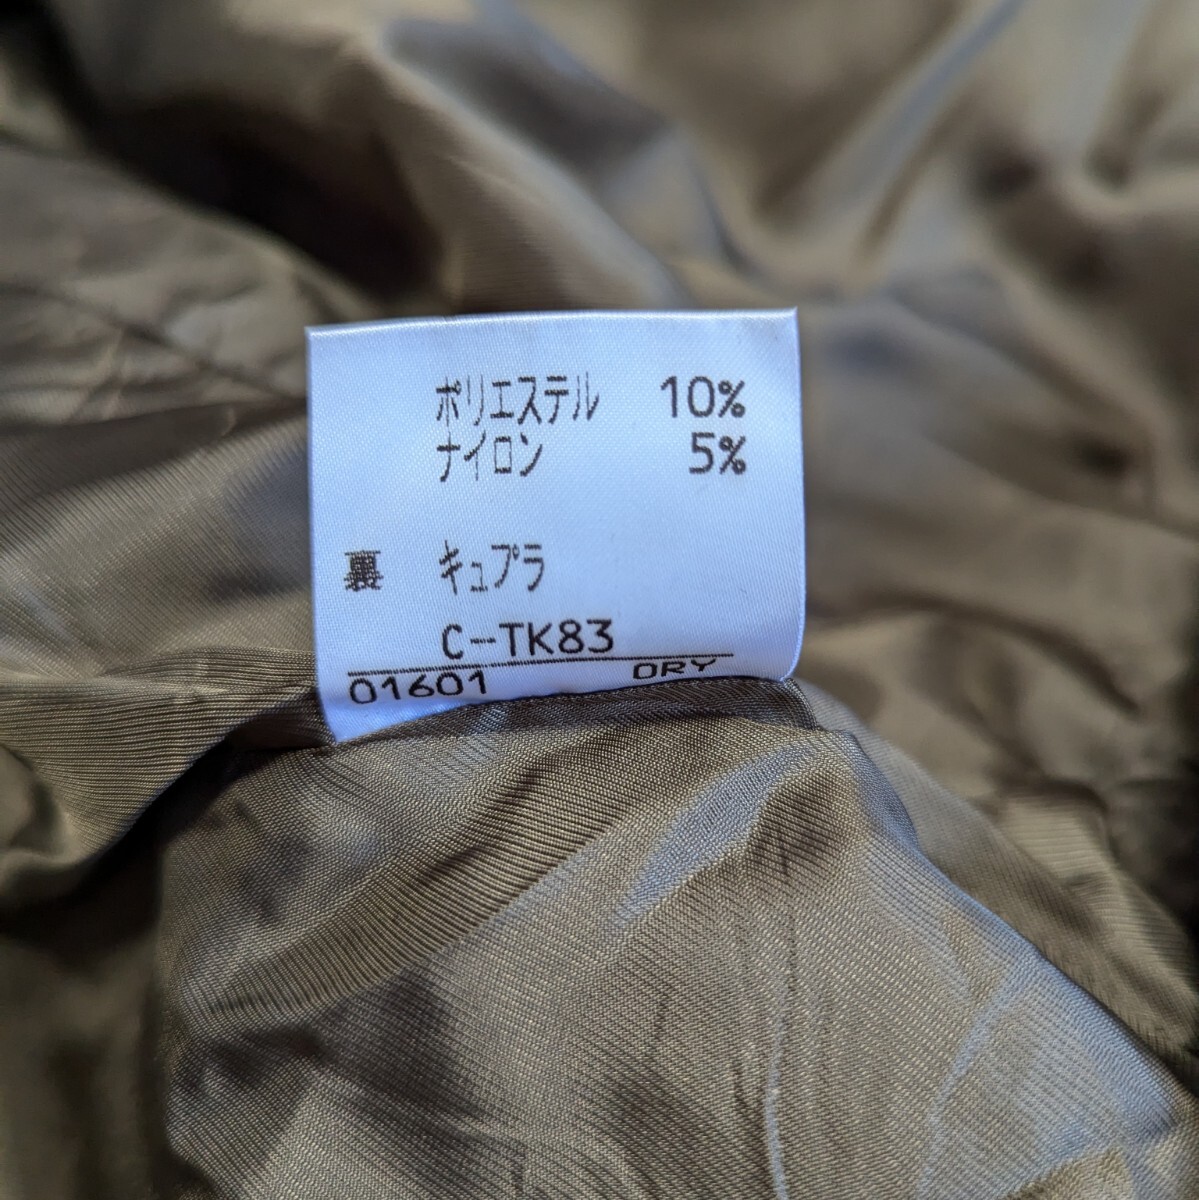 ポリエステル 10%
ナイロン 5%
裏 キュプラ
C-TK83
01601 DRY